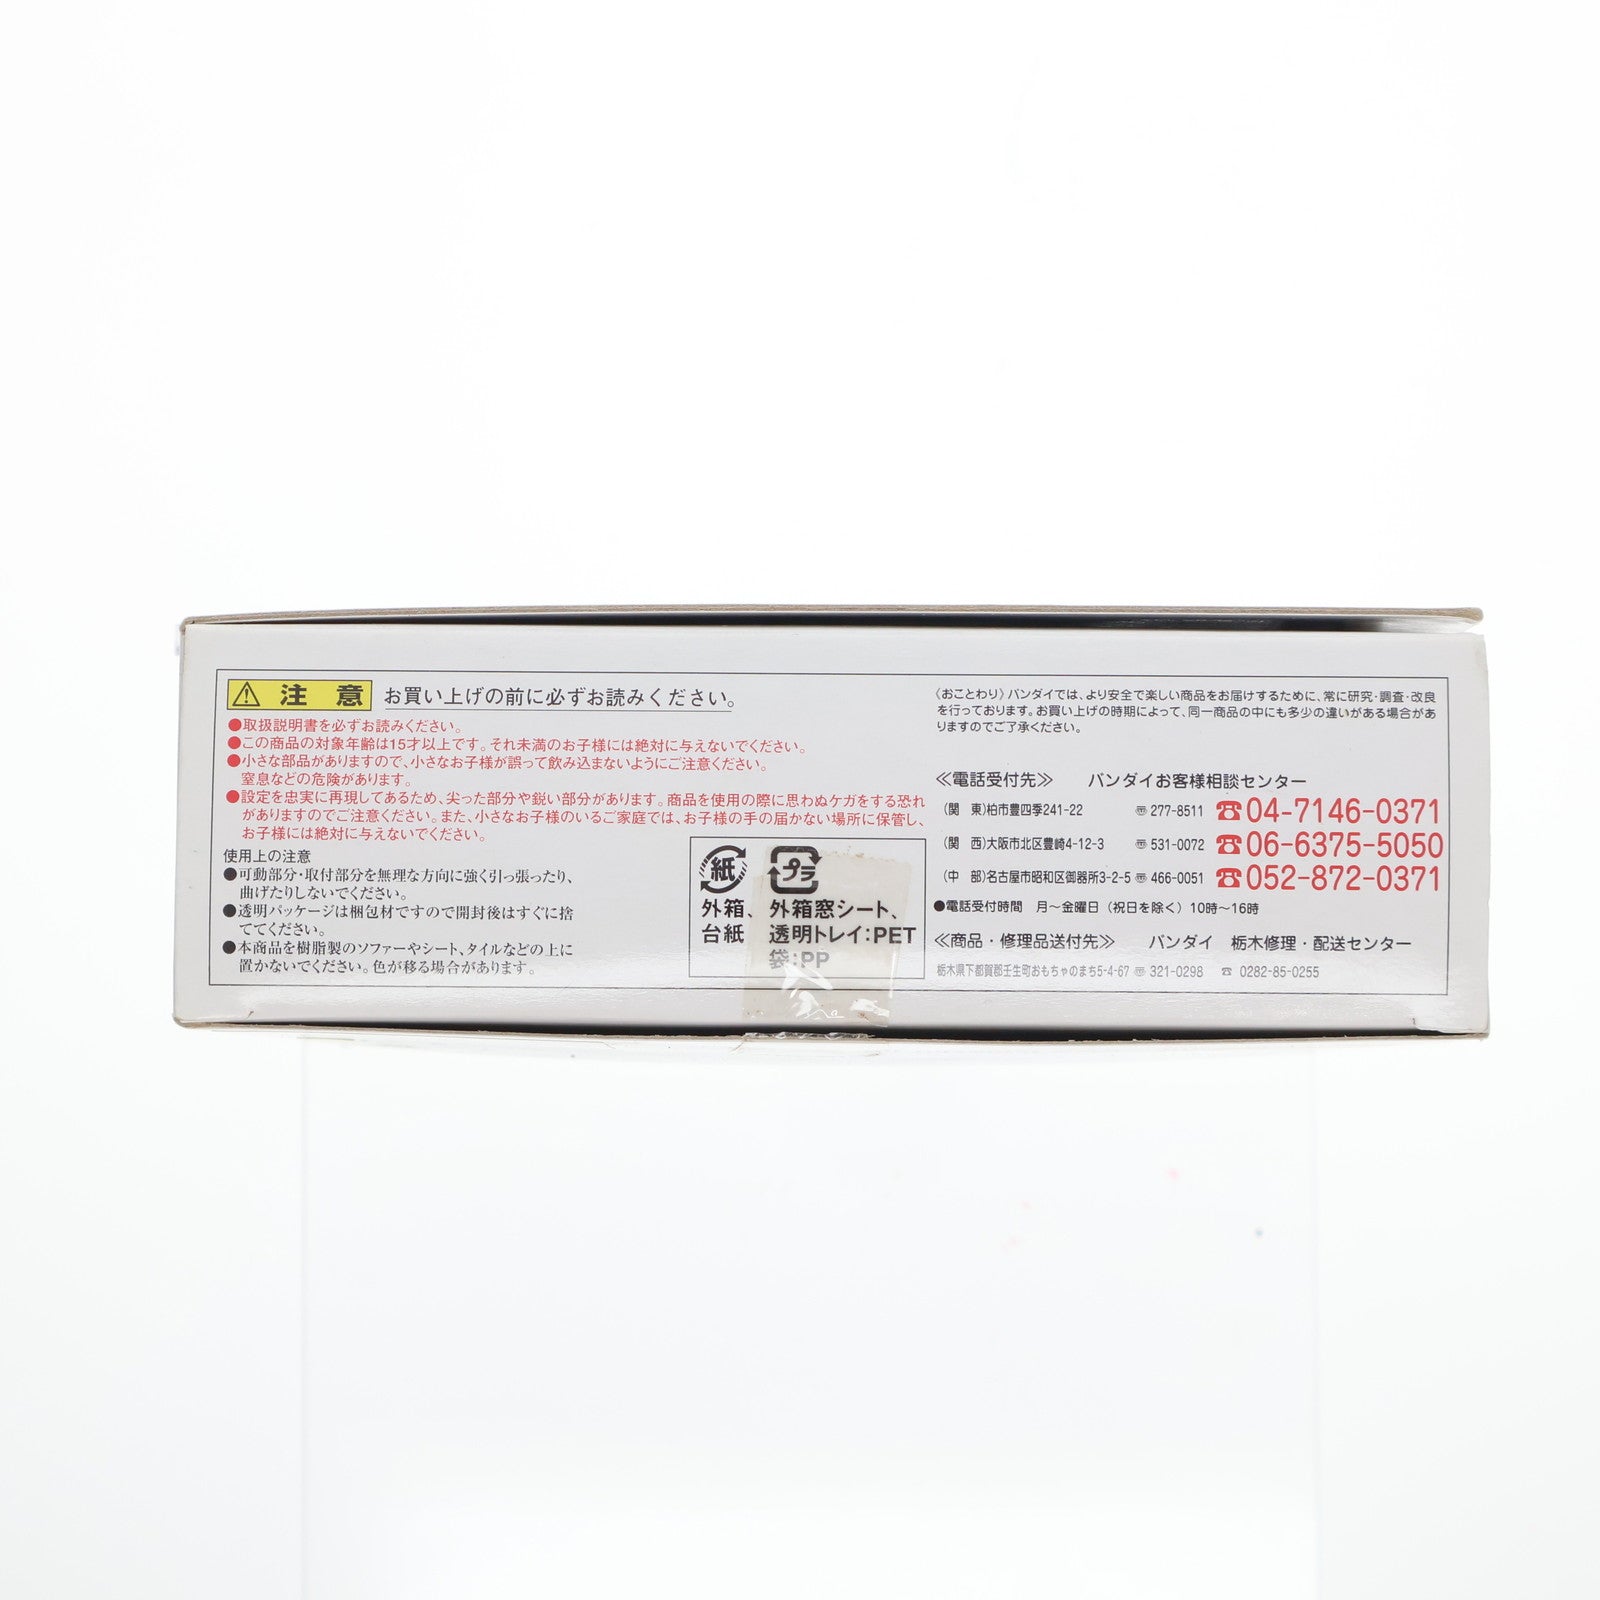 注 意 お買い上げの前に必ずお読みください。
●取扱説明書を必ずお読みください。
●この商品の対象年齢は15才以上です。それ未満のお子様には絶対に与えないでください。
●小さな部品がありますので、小さなお子様が誤って飲み込まないようにご注意ください。
窒息などの危険があります。
●設定を忠実に再現してあるため、尖った部分や鋭い部分があります。商品を使用の際に思わぬケガをする恐れ
がありますのでご注意ください。また、小さなお子様のいるご家庭では、お子様の手の届かない場所に保管し、
お子様には絶対に与えないでください。
使用上の注意
●可動部分・取付部分を無理な方向に強く引っ張ったり、
曲げたりしないでください。
●透明パッケージは梱包材ですので開封後はすぐに捨
ててください。
●本商品を樹脂製のソファーやシート、タイルなどの上に
置かないでください。色が移る場合があります。
紙
外箱、
台紙
プラ
外箱窓シート、
透明トレイ:PET
袋:PP
〈おことわり〉バンダイでは、より安全で楽しい商品をお届けするために、常に研究・調査・改良
を行っております。お買い上げの時期によって、同一商品の中にも多少の違いがある場合があ
りますのでご了承ください。
≪電話受付先≫ バンダイお客様相談センター
(関 東)柏市豊四季241-22 〠277-8511 ☎04-7146-0371
(関 西)大阪市北区豊崎4-12-3 〠531-0072 ☎06-6375-5050
(中 部)名古屋市昭和区御器所3-2-5 〠466-0051 ☎052-872-0371
●電話受付時間 月～金曜日(祝日を除く)10時～16時
≪商品・修理品送付先≫ バンダイ 栃木修理・配送センター
栃木県下都賀郡壬生町おもちゃのまち5-4-67 〠321-0298 ☎ 0282-85-0255